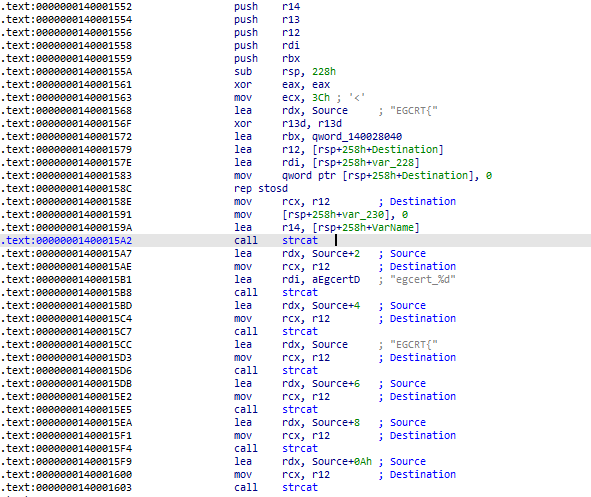 .text:0000000140001552 push r14
.text:0000000140001554 push r13
.text:0000000140001556 push r12
.text:0000000140001558 push rdi
.text:0000000140001559 push rbx
.text:000000014000155A sub rsp, 228h
.text:0000000140001561 xor eax, eax
.text:0000000140001563 mov ecx, 3Ch ; '<'
.text:0000000140001568 lea rdx, Source ; "EGCRT{"
.text:000000014000156F xor r13d, r13d
.text:0000000140001572 lea rbx, qword_140028040
.text:0000000140001579 lea r12, [rsp+258h+Destination]
.text:000000014000157E lea rdi, [rsp+258h+var_228]
.text:0000000140001583 mov qword ptr [rsp+258h+Destination], 0
.text:000000014000158C rep stosd
.text:000000014000158E mov rcx, r12 ; Destination
.text:0000000140001591 mov [rsp+258h+var_230], 0
.text:000000014000159A lea r14, [rsp+258h+VarName]
.text:00000001400015A2 call strcat
.text:00000001400015A7 lea rdx, Source+2 ; Source
.text:00000001400015AE mov rcx, r12 ; Destination
.text:00000001400015B1 lea rdi, aEgcertD ; "egcert_%d"
.text:00000001400015B8 call strcat
.text:00000001400015BD lea rdx, Source+4 ; Source
.text:00000001400015C4 mov rcx, r12 ; Destination
.text:00000001400015C7 call strcat
.text:00000001400015CC lea rdx, Source ; "EGCRT{"
.text:00000001400015D3 mov rcx, r12 ; Destination
.text:00000001400015D6 call strcat
.text:00000001400015DB lea rdx, Source+6 ; Source
.text:00000001400015E2 mov rcx, r12 ; Destination
.text:00000001400015E5 call strcat
.text:00000001400015EA lea rdx, Source+8 ; Source
.text:00000001400015F1 mov rcx, r12 ; Destination
.text:00000001400015F4 call strcat
.text:00000001400015F9 lea rdx, Source+0Ah ; Source
.text:0000000140001600 mov rcx, r12 ; Destination
.text:0000000140001603 call strcat